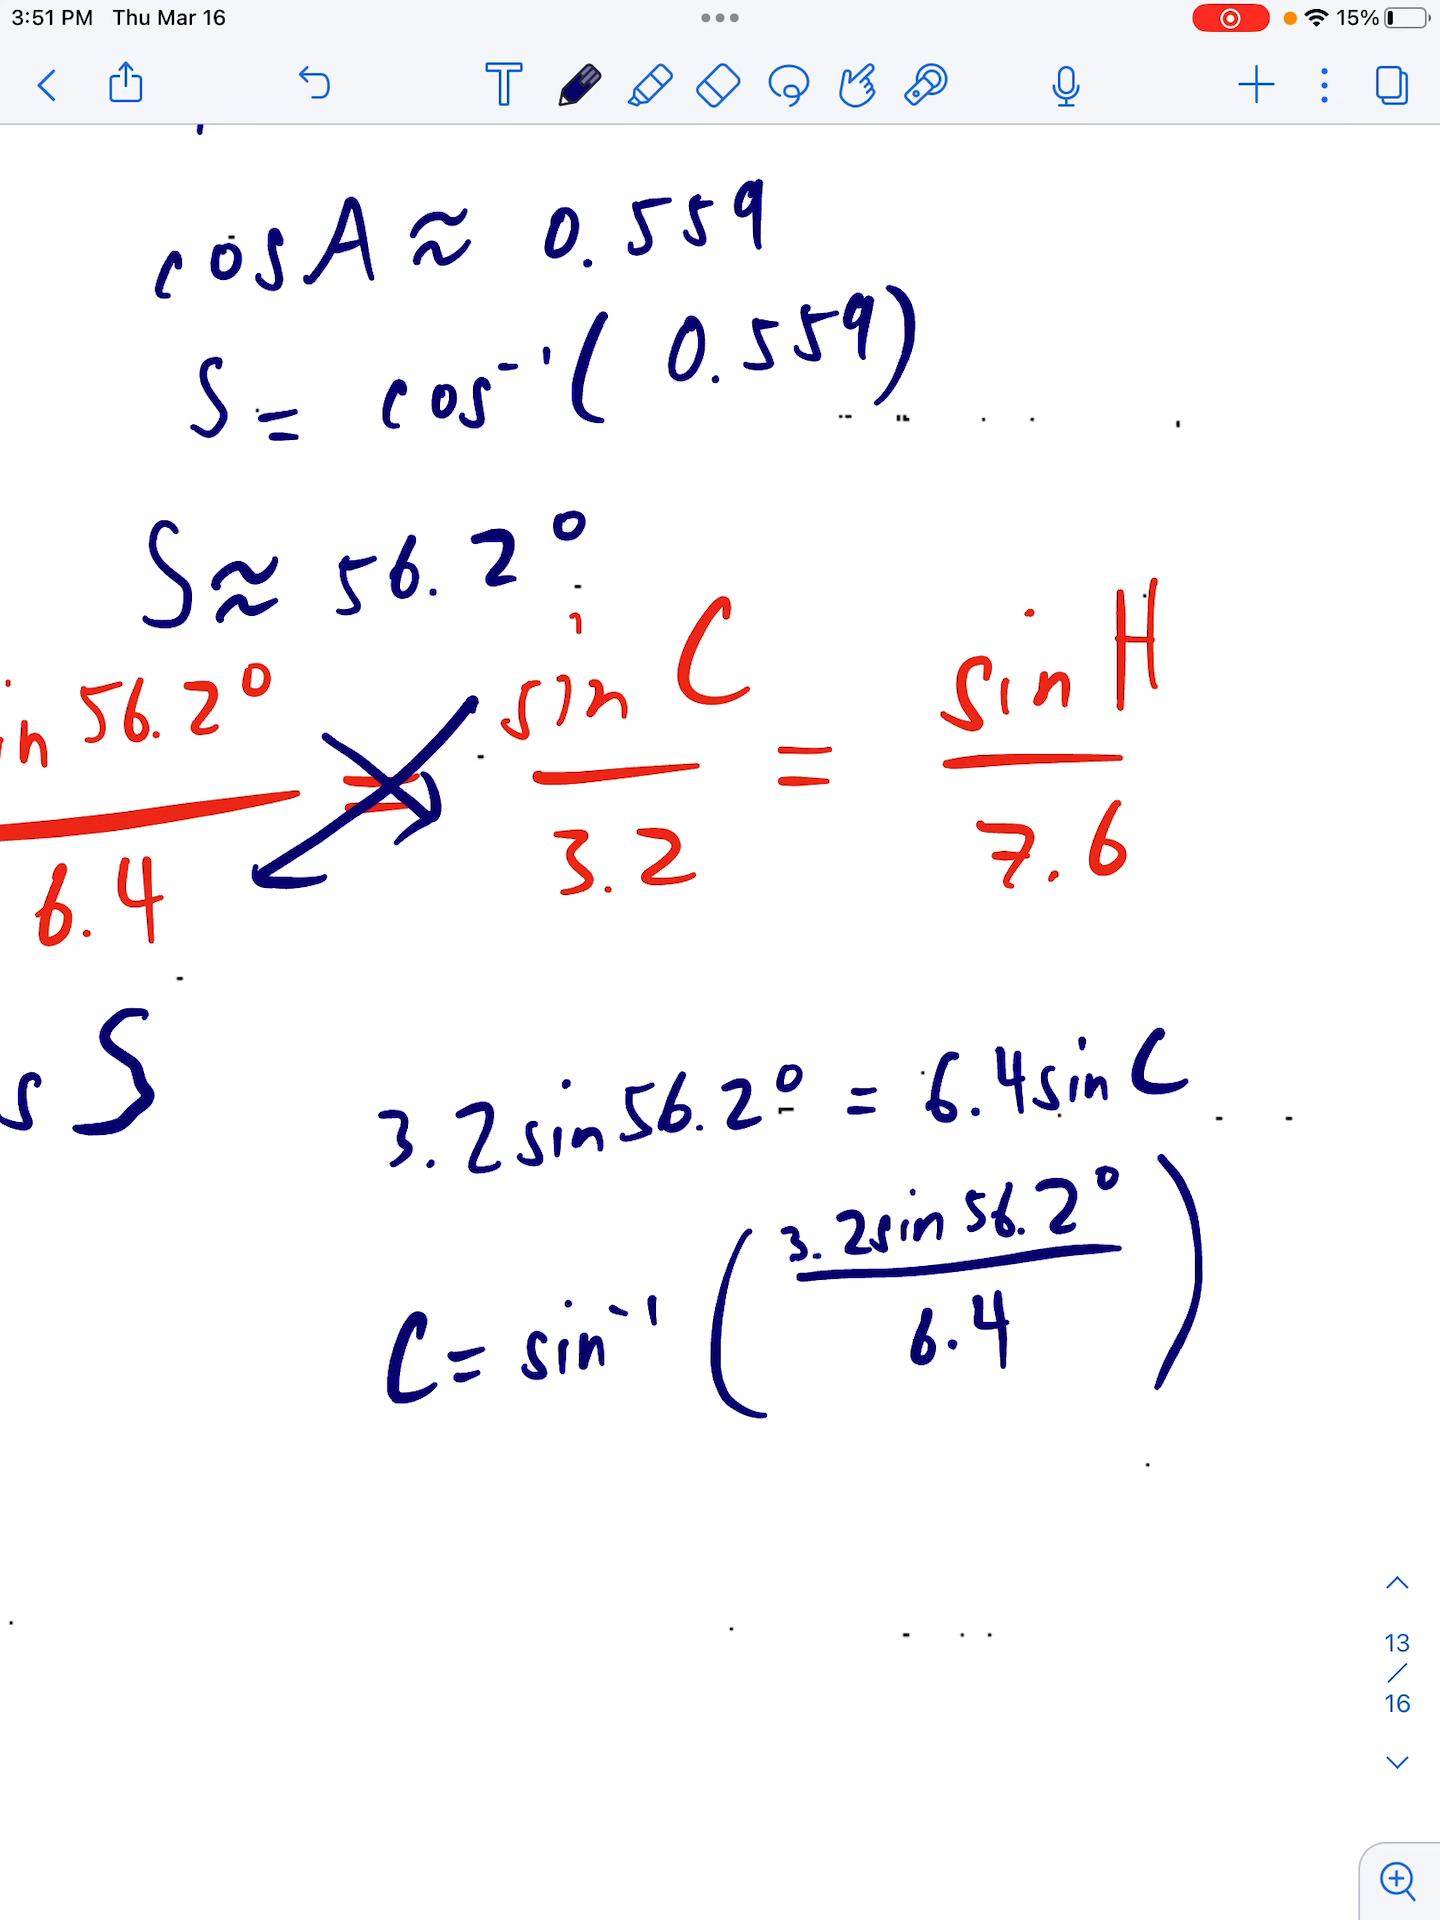 3:51 PM Thu Mar 16
15%
T
cos A ≈ 0.559
S = cos⁻¹(0.559)
S ≈ 56.2°
in 56.2° / 6.4 = sin C / 3.2 = sin H / 7.6
s S
3.2 sin 56.2° = 6.4 sin C
C = sin⁻¹(3.2 sin 56.2° / 6.4)
13
/
16